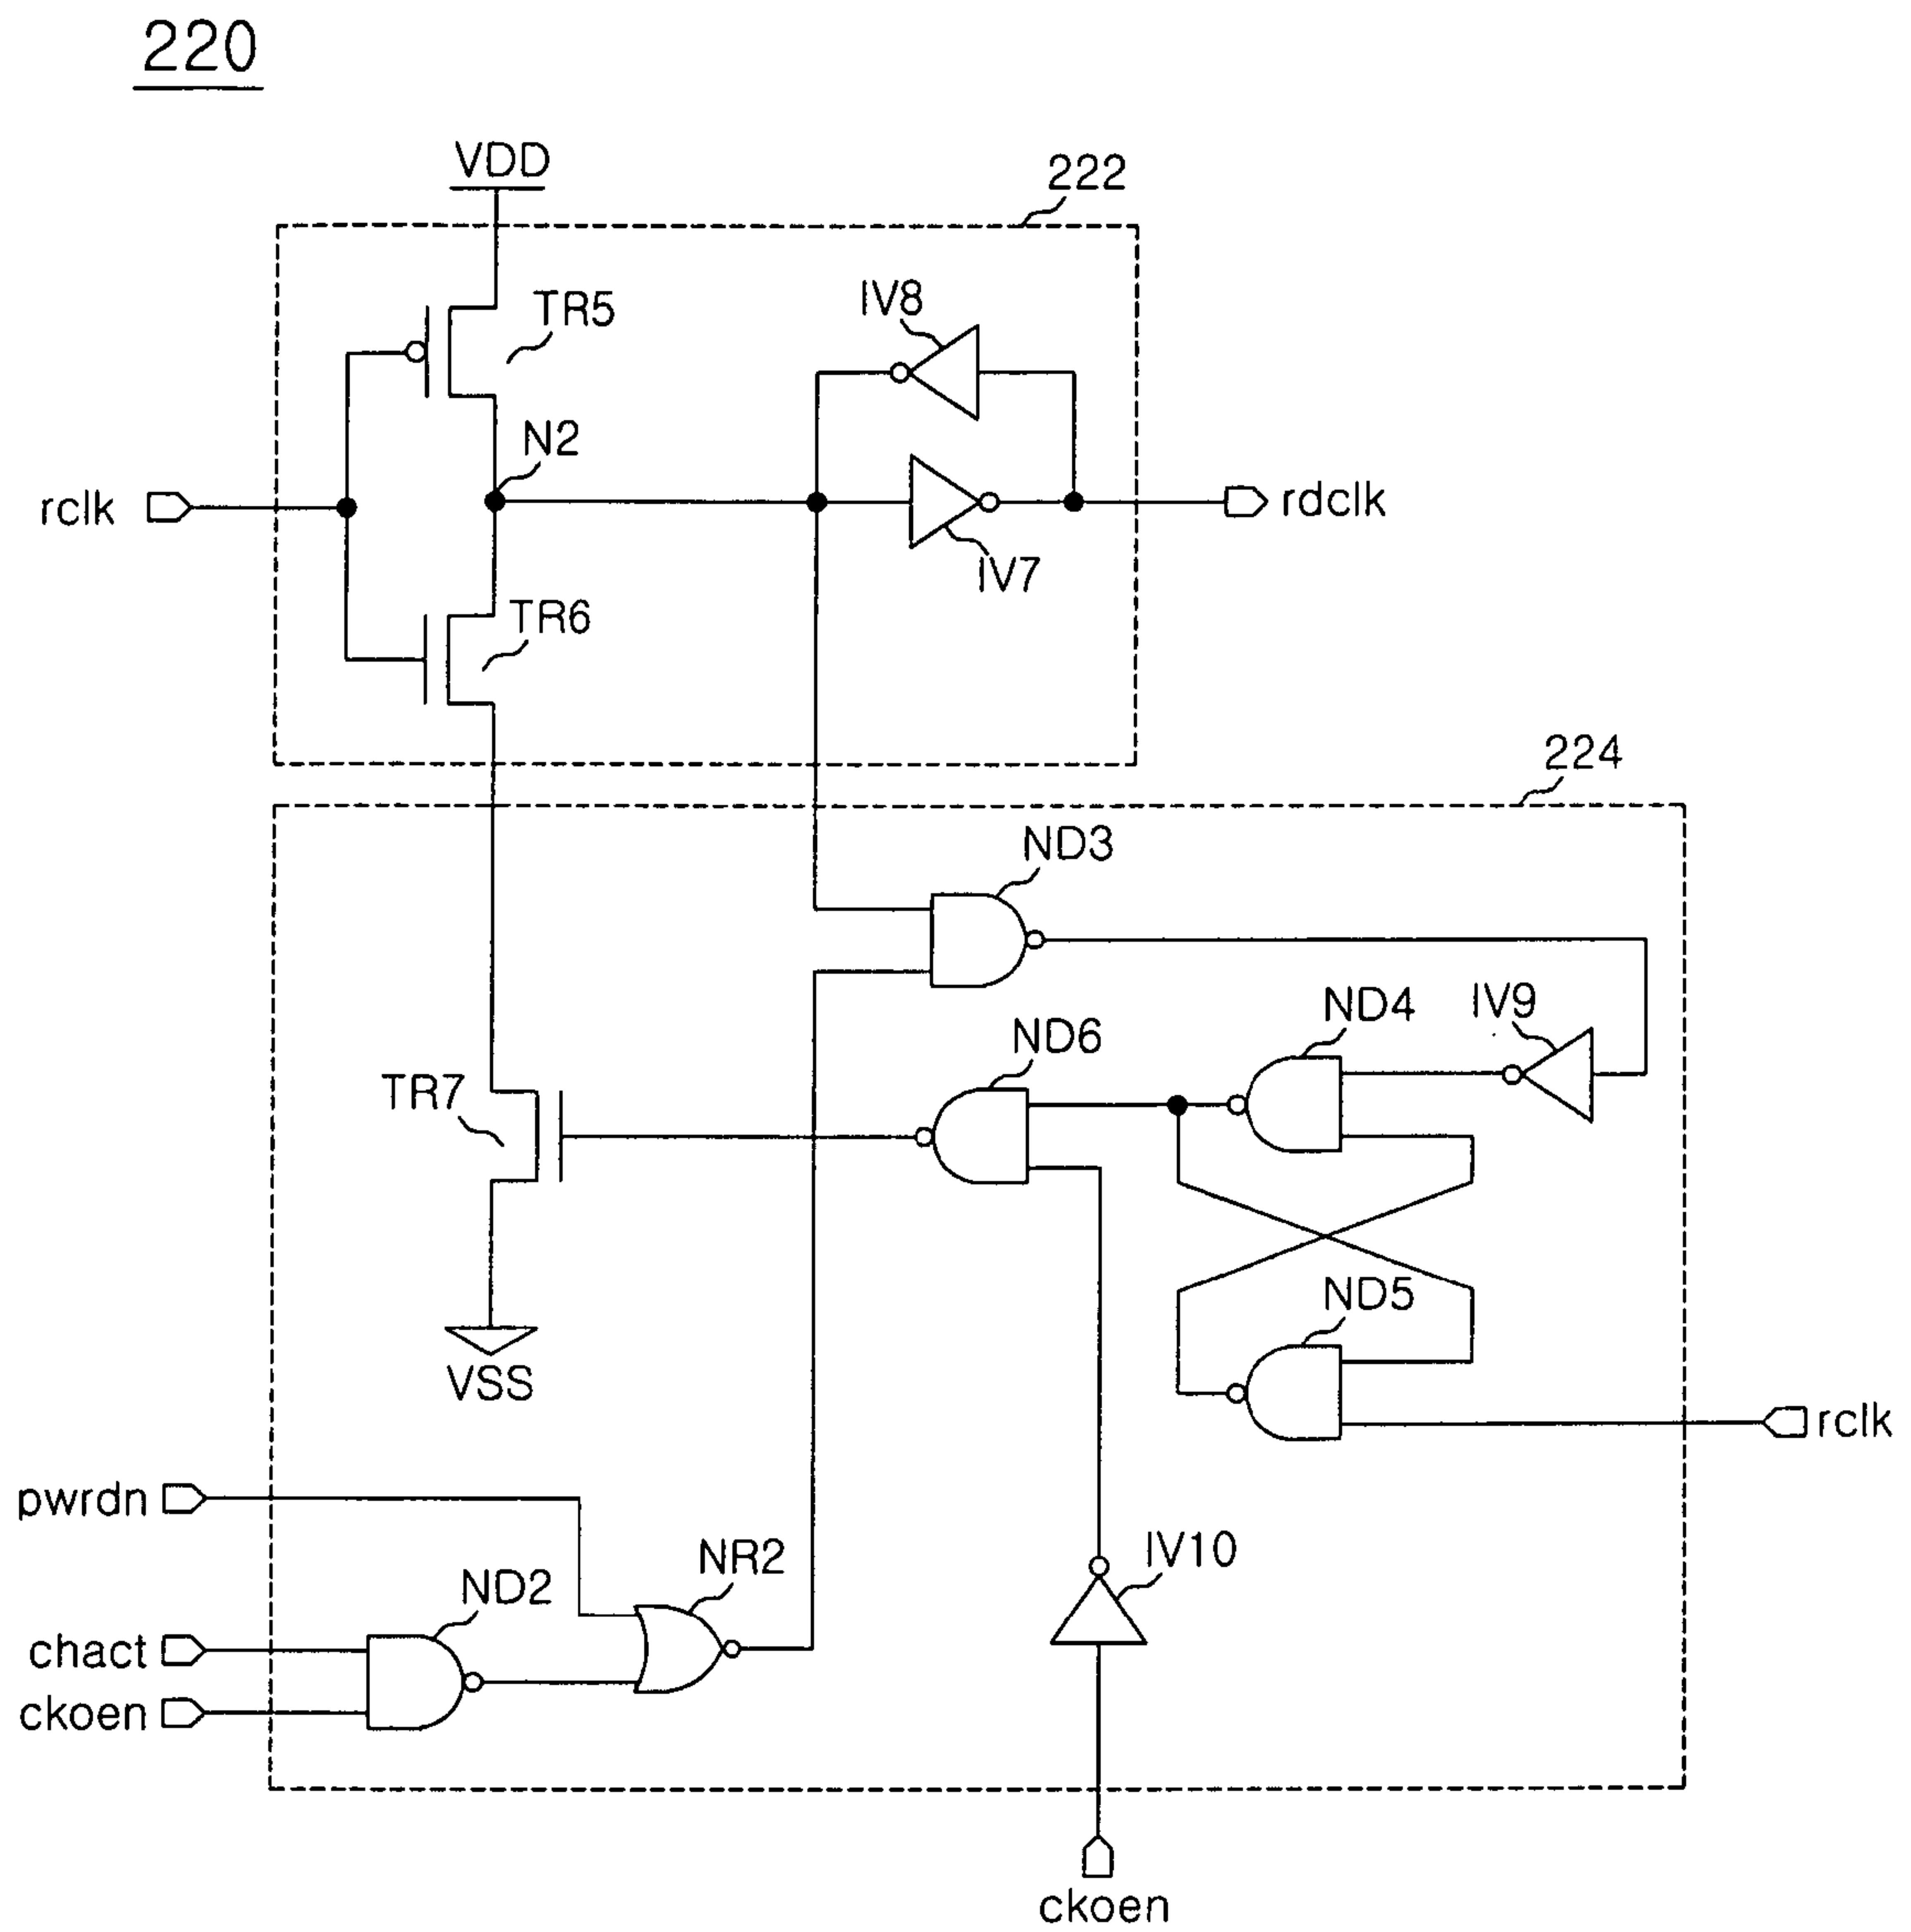 220
VDD
222
IV8
TR5
N2
rclk
rdclk
IV7
TR6
224
ND3
ND4
IV9
ND6
TR7
ND5
VSS
rclk
pwrdn
IV10
NR2
ND2
chact
ckoen
ckoen